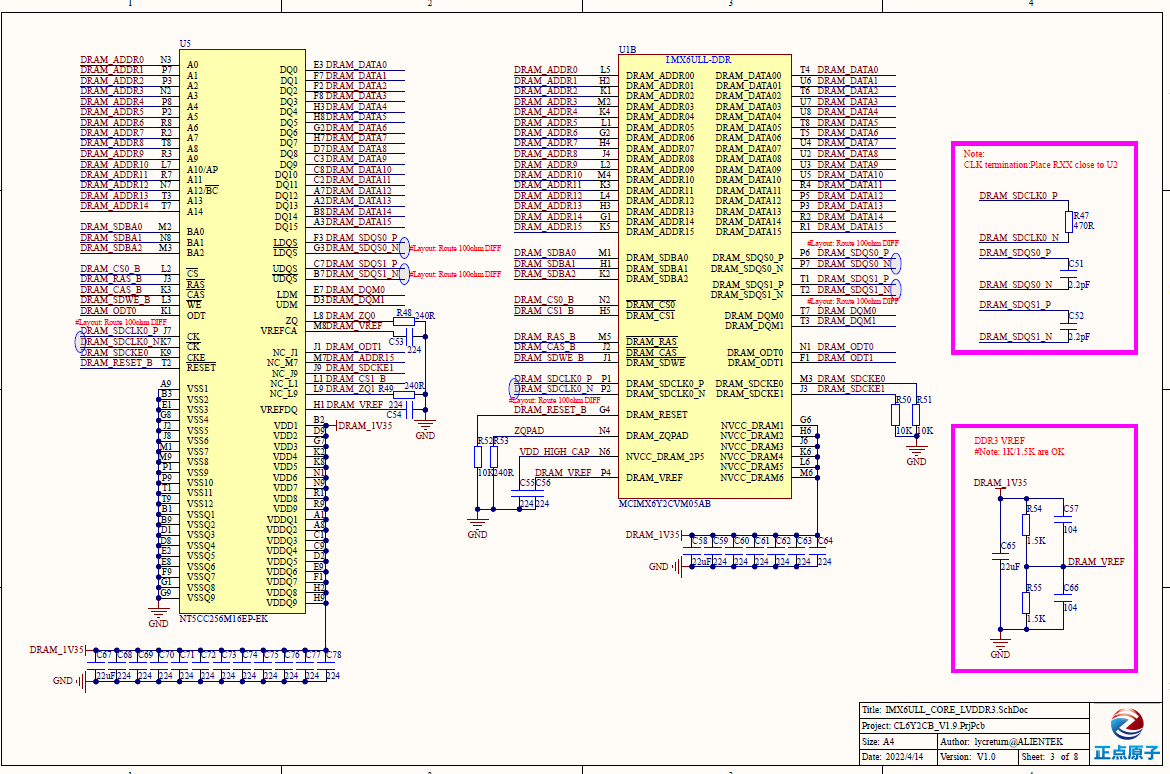 1 2 3 4
U5
DRAM_ADDR0 N3 A0
DRAM_ADDR1 P7 A1
DRAM_ADDR2 P3 A2
DRAM_ADDR3 N2 A3
DRAM_ADDR4 P8 A4
DRAM_ADDR5 P2 A5
DRAM_ADDR6 R8 A6
DRAM_ADDR7 R2 A7
DRAM_ADDR8 T8 A8
DRAM_ADDR9 R3 A9
DRAM_ADDR10 L7 A10/AP
DRAM_ADDR11 R7 A11
DRAM_ADDR12 N7 A12/BC
DRAM_ADDR13 T3 A13
DRAM_ADDR14 T7 A14
DRAM_SDBA0 M2 BA0
DRAM_SDBA1 N8 BA1
DRAM_SDBA2 M3 BA2
DRAM_CS0_B L2 CS
DRAM_RAS_B J3 RAS
DRAM_CAS_B K3 CAS
DRAM_SDWE_B L3 WE
DRAM_ODT0 K1 ODT
#Layout: Route 100ohm DIFF
DRAM_SDCLK0_P J7 CK
DRAM_SDCLK0_N K7 CK
DRAM_SDCKE0 K9 CKE
DRAM_RESET_B T2 RESET
A9 VSS1
B3 VSS2
E1 VSS3
G8 VSS4
J2 VSS5
J8 VSS6
M1 VSS7
M9 VSS8
P1 VSS9
P9 VSS10
T1 VSS11
T9 VSS12
B1 VSSQ1
B9 VSSQ2
D1 VSSQ3
D8 VSSQ4
E2 VSSQ5
E8 VSSQ6
F9 VSSQ7
G1 VSSQ8
G9 VSSQ9
GND
DQ0 E3 DRAM_DATA0
DQ1 F7 DRAM_DATA1
DQ2 F2 DRAM_DATA2
DQ3 F8 DRAM_DATA3
DQ4 H3 DRAM_DATA4
DQ5 H8 DRAM_DATA5
DQ6 G2 DRAM_DATA6
DQ7 H7 DRAM_DATA7
DQ8 D7 DRAM_DATA8
DQ9 C3 DRAM_DATA9
DQ10 C8 DRAM_DATA10
DQ11 C2 DRAM_DATA11
DQ12 A7 DRAM_DATA12
DQ13 A2 DRAM_DATA13
DQ14 B8 DRAM_DATA14
DQ15 A3 DRAM_DATA15
LDQS F3 DRAM_SDQS0_P
LDQS G3 DRAM_SDQS0_N #Layout: Route 100ohm DIFF
UDQS C7 DRAM_SDQS1_P
UDQS B7 DRAM_SDQS1_N #Layout: Route 100ohm DIFF
LDM E7 DRAM_DQM0
UDM D3 DRAM_DQM1
ZQ L8 DRAM_ZQ0 R48 240R
VREFCA M8 DRAM_VREF
C53 224
NC_J1 J1 DRAM_ODT1
NC_M7 M7 DRAM_ADDR15
NC_J9 J9 DRAM_SDCKE1
NC_L1 L1 DRAM_CS1_B
NC_L9 L9 DRAM_ZQ1 R49 240R
VREFDQ H1 DRAM_VREF 224
C54
GND
VDD1 B2 DRAM_1V35
VDD2 D9
VDD3 G7
VDD4 K2
VDD5 K8
VDD6 N1
VDD7 N9
VDD8 R1
VDD9 R9
VDDQ1 A1
VDDQ2 A8
VDDQ3 C1
VDDQ4 C9
VDDQ5 D2
VDDQ6 E9
VDDQ7 F1
VDDQ8 H2
VDDQ9 H9
NT5CC256M16EP-EK
DRAM_1V35 C67 C68 C69 C70 C71 C72 C73 C74 C75 C76 C77 C78
GND 22uF 224 224 224 224 224 224 224 224 224 224 224
U1B
I.MX6ULL-DDR
DRAM_ADDR0 L5 DRAM_ADDR00
DRAM_ADDR1 H2 DRAM_ADDR01
DRAM_ADDR2 K1 DRAM_ADDR02
DRAM_ADDR3 M2 DRAM_ADDR03
DRAM_ADDR4 K4 DRAM_ADDR04
DRAM_ADDR5 L1 DRAM_ADDR05
DRAM_ADDR6 G2 DRAM_ADDR06
DRAM_ADDR7 H4 DRAM_ADDR07
DRAM_ADDR8 J4 DRAM_ADDR08
DRAM_ADDR9 L2 DRAM_ADDR09
DRAM_ADDR10 M4 DRAM_ADDR10
DRAM_ADDR11 K3 DRAM_ADDR11
DRAM_ADDR12 L4 DRAM_ADDR12
DRAM_ADDR13 H3 DRAM_ADDR13
DRAM_ADDR14 G1 DRAM_ADDR14
DRAM_ADDR15 K5 DRAM_ADDR15
DRAM_SDBA0 M1 DRAM_SDBA0
DRAM_SDBA1 H1 DRAM_SDBA1
DRAM_SDBA2 K2 DRAM_SDBA2
DRAM_CS0_B N2 DRAM_CS0
DRAM_CS1_B H5 DRAM_CS1
DRAM_RAS_B M5 DRAM_RAS
DRAM_CAS_B J2 DRAM_CAS
DRAM_SDWE_B J1 DRAM_SDWE
DRAM_SDCLK0_P P1 DRAM_SDCLK0_P
DRAM_SDCLK0_N P2 DRAM_SDCLK0_N
#Layout: Route 100ohm DIFF
DRAM_RESET_B G4 DRAM_RESET
ZQPAD N4 DRAM_ZQPAD
VDD_HIGH_CAP N6 NVCC_DRAM_2P5
DRAM_VREF P4 DRAM_VREF
R52 R53
10K 240R
C55 C56
224 224
GND
DRAM_DATA00 T4 DRAM_DATA0
DRAM_DATA01 U6 DRAM_DATA1
DRAM_DATA02 T6 DRAM_DATA2
DRAM_DATA03 U7 DRAM_DATA3
DRAM_DATA04 U8 DRAM_DATA4
DRAM_DATA05 T8 DRAM_DATA5
DRAM_DATA06 T5 DRAM_DATA6
DRAM_DATA07 U4 DRAM_DATA7
DRAM_DATA08 U2 DRAM_DATA8
DRAM_DATA09 U3 DRAM_DATA9
DRAM_DATA10 U5 DRAM_DATA10
DRAM_DATA11 R4 DRAM_DATA11
DRAM_DATA12 P5 DRAM_DATA12
DRAM_DATA13 P3 DRAM_DATA13
DRAM_DATA14 R2 DRAM_DATA14
DRAM_DATA15 R1 DRAM_DATA15
#Layout: Route 100ohm DIFF
DRAM_SDQS0_P P6 DRAM_SDQS0_P
DRAM_SDQS0_N P7 DRAM_SDQS0_N
DRAM_SDQS1_P T1 DRAM_SDQS1_P
DRAM_SDQS1_N T2 DRAM_SDQS1_N
#Layout: Route 100ohm DIFF
DRAM_DQM0 T7 DRAM_DQM0
DRAM_DQM1 T3 DRAM_DQM1
DRAM_ODT0 N1 DRAM_ODT0
DRAM_ODT1 F1 DRAM_ODT1
DRAM_SDCKE0 M3 DRAM_SDCKE0
DRAM_SDCKE1 J3 DRAM_SDCKE1
R50 R51
10K 10K
GND
NVCC_DRAM1 G6
NVCC_DRAM2 H6
NVCC_DRAM3 J6
NVCC_DRAM4 K6
NVCC_DRAM5 L6
NVCC_DRAM6 M6
MCIMX6Y2CVM05AB
DRAM_1V35 C58 C59 C60 C61 C62 C63 C64
GND 22uF 224 224 224 224 224 224
Note:
CLK termination:Place RXX close to U2
DRAM_SDCLK0_P
R47
470R
DRAM_SDCLK0_N
DRAM_SDQS0_P
C51
2.2pF
DRAM_SDQS0_N
DRAM_SDQS1_P
C52
2.2pF
DRAM_SDQS1_N
DDR3 VREF
#Note: 1K/1.5K are OK
DRAM_1V35
R54 C57
104
1.5K
C65
22uF
DRAM_VREF
R55 C66
104
1.5K
GND
Title: IMX6ULL_CORE_LVDDR3.SchDoc
Project: CL6Y2CB_V1.9.PrjPcb
Size: A4 Author: lycreturn@ALIENTEK
Date: 2022/4/14 Version: V1.0 Sheet: 3 of 8
正点原子
1 2 3 4